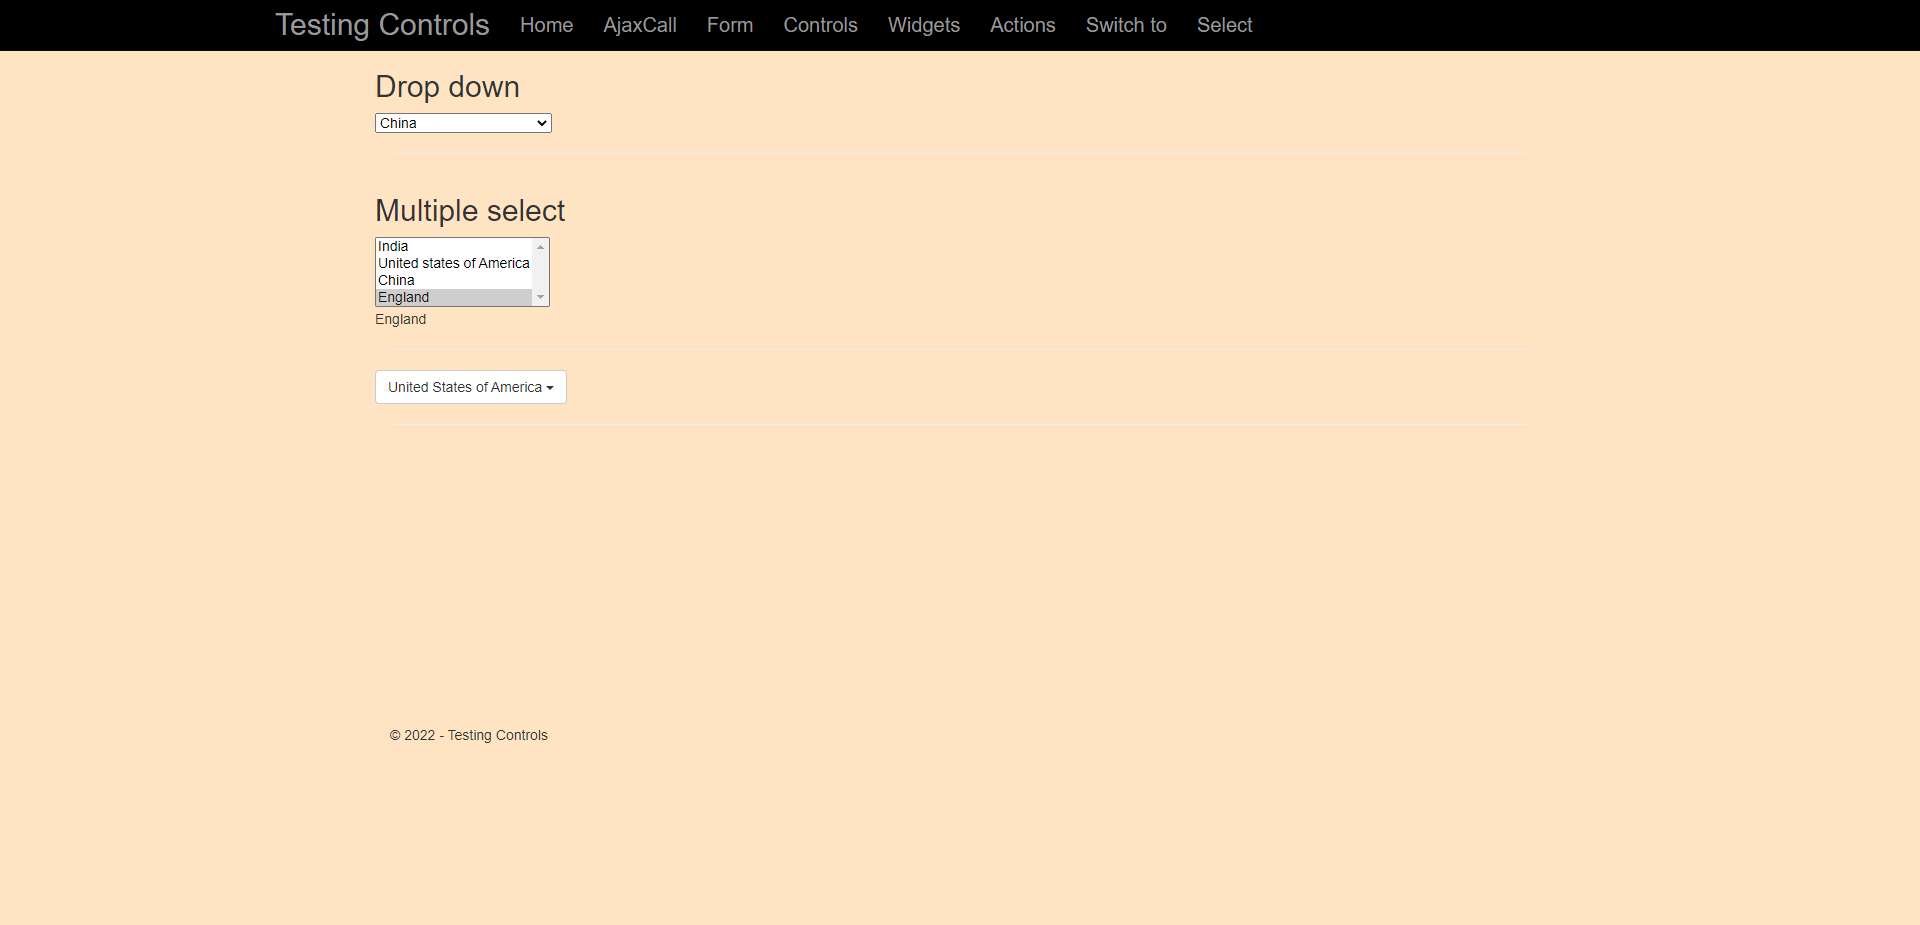 Testing Controls Home AjaxCall Form Controls Widgets Actions Switch to Select
Drop down
China
Multiple select
India
United states of America
China
England
England
United States of America
© 2022 - Testing Controls